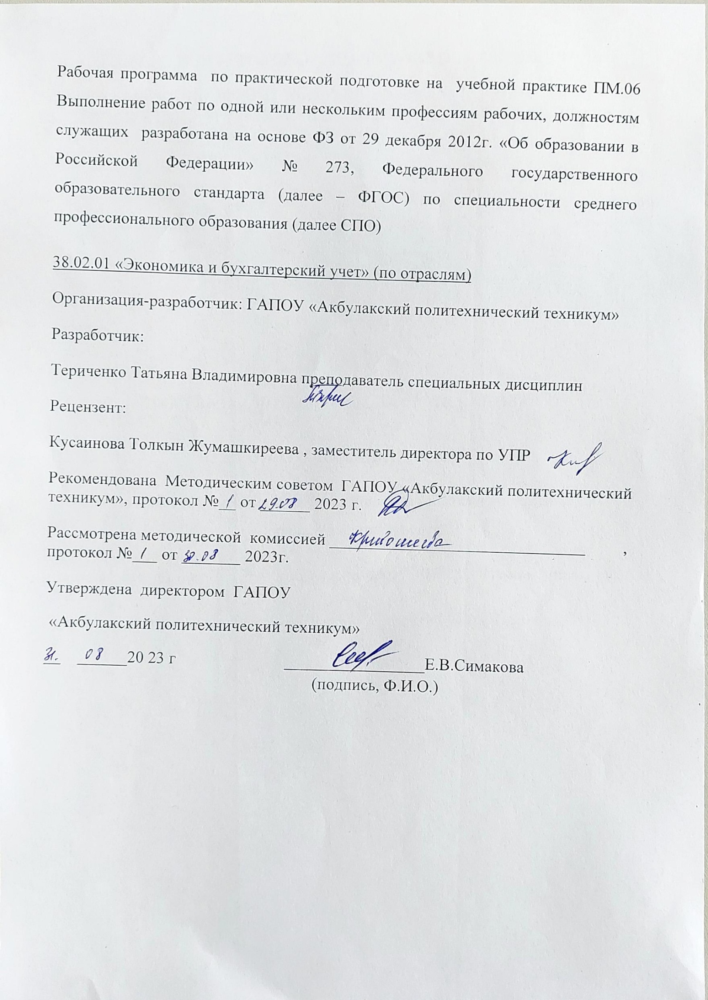 Рабочая программа по практической подготовке на учебной практике ПМ.06
Выполнение работ по одной или нескольким профессиям рабочих, должностям
служащих разработана на основе ФЗ от 29 декабря 2012г. «Об образовании в
Российской Федерации» № 273, Федерального государственного
образовательного стандарта (далее – ФГОС) по специальности среднего
профессионального образования (далее СПО)
38.02.01 «Экономика и бухгалтерский учет» (по отраслям)
Организация-разработчик: ГАПОУ «Акбулакский политехнический техникум»
Разработчик:
Териченко Татьяна Владимировна преподаватель специальных дисциплин
Рецензент:
Кусаинова Толкын Жумашкиреева , заместитель директора по УПР
Рекомендована Методическим советом ГАПОУ «Акбулакский политехнический
техникум», протокол № 1 от 29.08 2023 г.
Рассмотрена методической комиссией Кривошеева ,
протокол № 1 от 30.08 2023г.
Утверждена директором ГАПОУ
«Акбулакский политехнический техникум»
31. 08 20 23 г Е.В.Симакова
(подпись, Ф.И.О.)